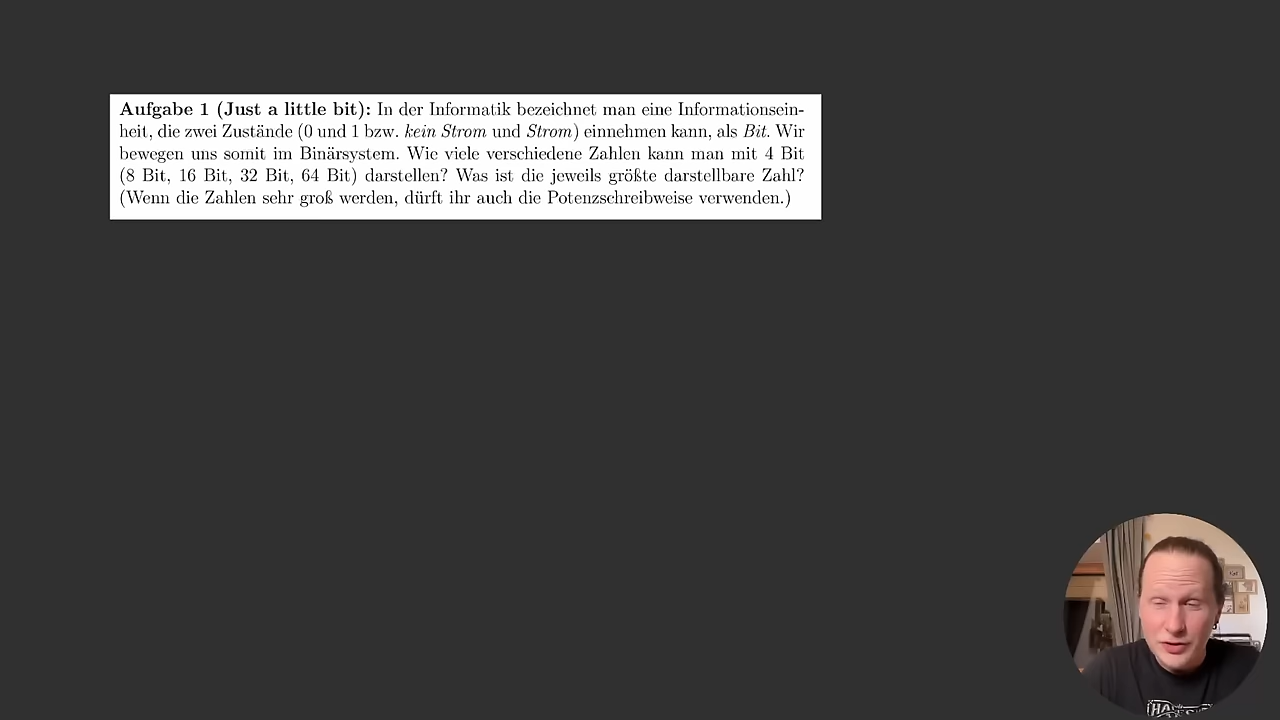 Aufgabe 1 (Just a little bit): In der Informatik bezeichnet man eine Informationsein-
heit, die zwei Zustände (0 und 1 bzw. kein Strom und Strom) einnehmen kann, als Bit. Wir
bewegen uns somit im Binärsystem. Wie viele verschiedene Zahlen kann man mit 4 Bit
(8 Bit, 16 Bit, 32 Bit, 64 Bit) darstellen? Was ist die jeweils größte darstellbare Zahl?
(Wenn die Zahlen sehr groß werden, dürft ihr auch die Potenzschreibweise verwenden.)